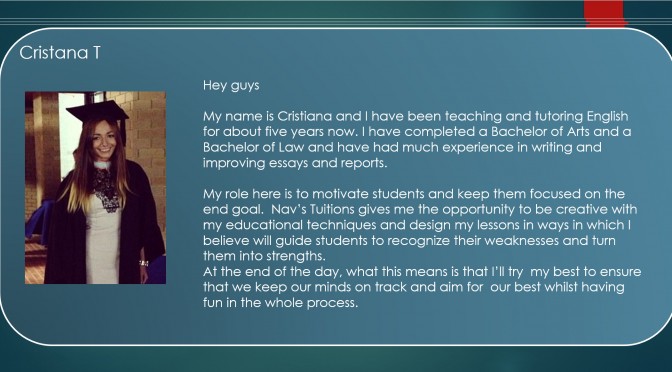 Cristana T
Hey guys
My name is Cristiana and I have been teaching and tutoring English
for about five years now. I have completed a Bachelor of Arts and a
Bachelor of Law and have had much experience in writing and
improving essays and reports.
My role here is to motivate students and keep them focused on the
end goal.  Nav’s Tuitions gives me the opportunity to be creative with
my educational techniques and design my lessons in ways in which I
believe will guide students to recognize their weaknesses and turn
them into strengths.
At the end of the day, what this means is that I’ll try  my best to ensure
that we keep our minds on track and aim for  our best whilst having
fun in the whole process.